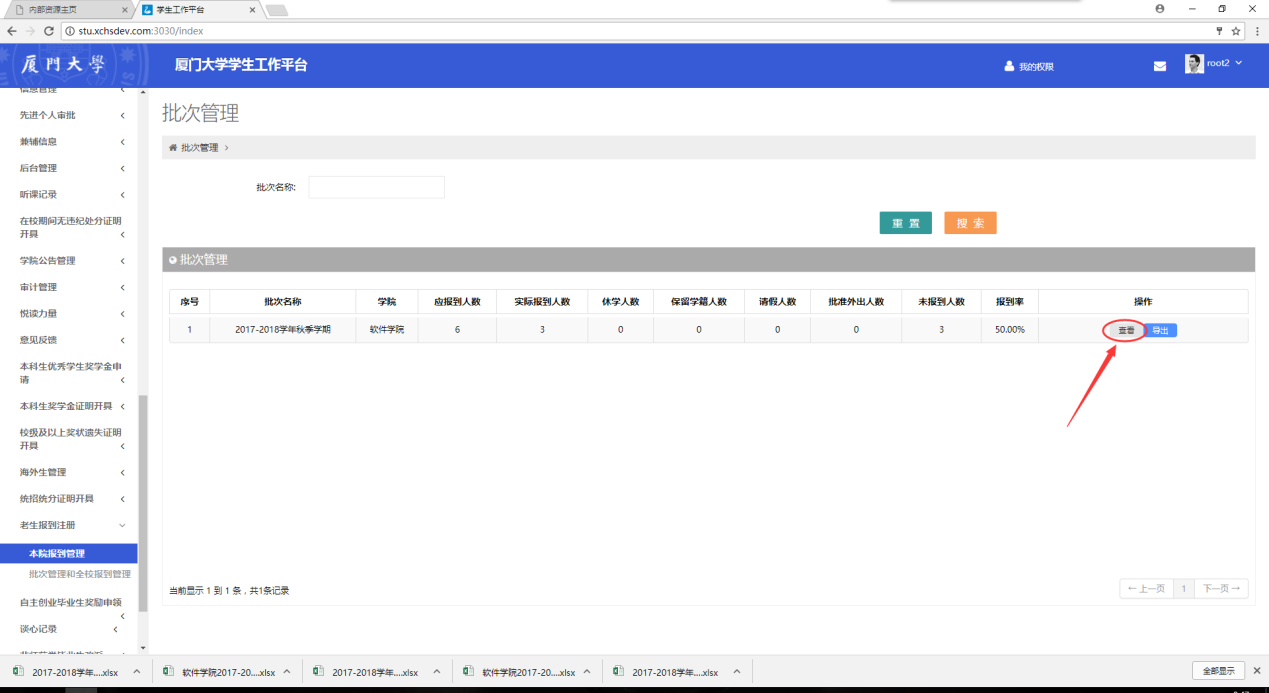 内部资源主页
学生工作平台
stu.xchsdev.com:3030/index
厦门大学
厦门大学学生工作平台
我的权限
root2
信息管理
先进个人审批
兼辅信息
后台管理
听课记录
在校期间无违纪处分证明
开具
学院公告管理
审计管理
悦读力量
意见反馈
本科生优秀学生奖学金申
请
本科生奖学金证明开具
校级及以上奖状遗失证明
开具
海外生管理
统招统分证明开具
老生报到注册
本院报到管理
批次管理和全校报到管理
自主创业毕业生奖励申领
谈心记录
批次管理
批次管理 >
批次名称:
重 置 搜 索
批次管理
序号 批次名称 学院 应报到人数 实际报到人数 休学人数 保留学籍人数 请假人数 批准外出人数 未报到人数 报到率 操作
1 2017-2018学年秋季学期 软件学院 6 3 0 0 0 0 3 50.00% 查看 导出
当前显示 1 到 1 条，共1条记录
←上一页 1 下一页→
2017-2018学年....xlsx 软件学院2017-20....xlsx 2017-2018学年....xlsx 软件学院2017-20....xlsx 2017-2018学年....xlsx 全部显示